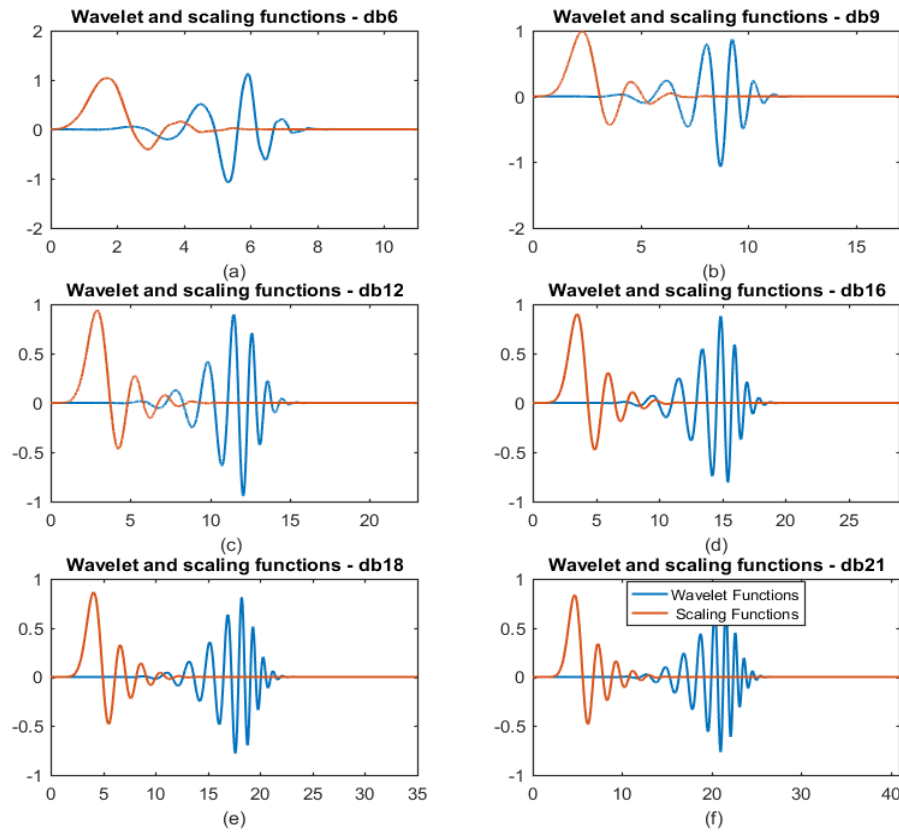 Wavelet and scaling functions - db6
2
1
0
-1
-2
0 2 4 6 8 10
(a)
Wavelet and scaling functions - db9
1
0
-1
-2
0 5 10 15
(b)
Wavelet and scaling functions - db12
1
0.5
0
-0.5
-1
0 5 10 15 20
(c)
Wavelet and scaling functions - db16
1
0.5
0
-0.5
-1
0 5 10 15 20 25
(d)
Wavelet and scaling functions - db18
1
0.5
0
-0.5
-1
0 5 10 15 20 25 30 35
(e)
Wavelet and scaling functions - db21
Wavelet Functions
Scaling Functions
1
0.5
0
-0.5
-1
0 10 20 30 40
(f)